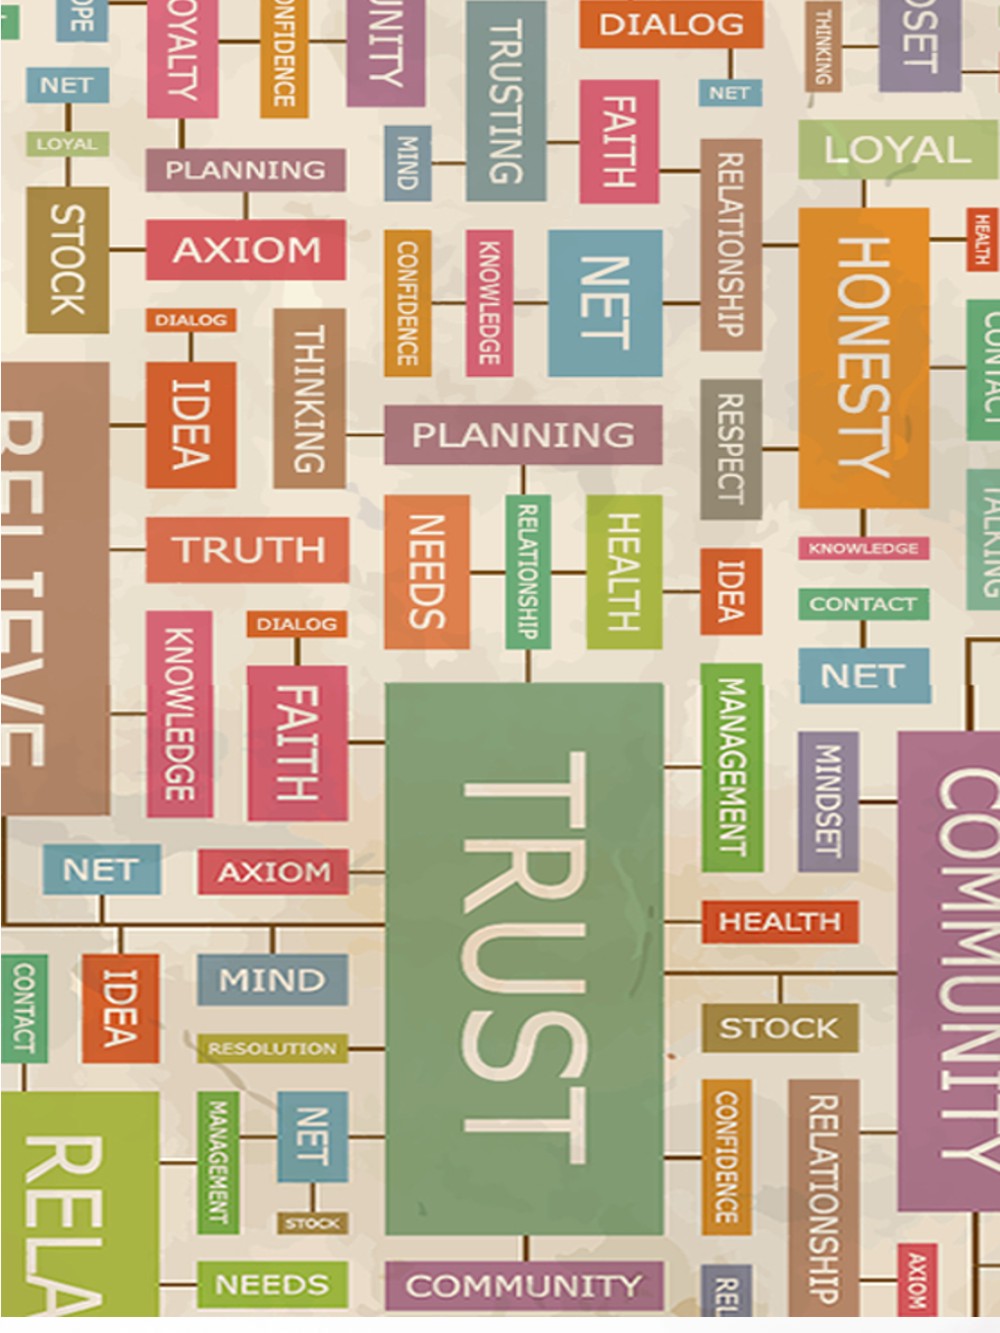 OPE
OYALTY
ONFIDENCE
UNITY
TRUSTING
DIALOG
THINKING
DSET
NET
NET
FAITH
LOYAL
MIND
LOYAL
PLANNING
RELATIONSHIP
STOCK
AXIOM
CONFIDENCE
KNOWLEDGE
NET
HONESTY
HEALTH
DIALOG
THINKING
CONTACT
IDEA
RESPECT
BELIEVE
PLANNING
TALKING
TRUTH
NEEDS
RELATIONSHIP
HEALTH
IDEA
KNOWLEDGE
CONTACT
KNOWLEDGE
DIALOG
FAITH
NET
MANAGEMENT
TRUST
MINDSET
COMMUNITY
NET
AXIOM
HEALTH
CONTACT
IDEA
MIND
STOCK
RESOLUTION
RELA
MANAGEMENT
NET
CONFIDENCE
RELATIONSHIP
STOCK
NEEDS
COMMUNITY
REL
AXIOM